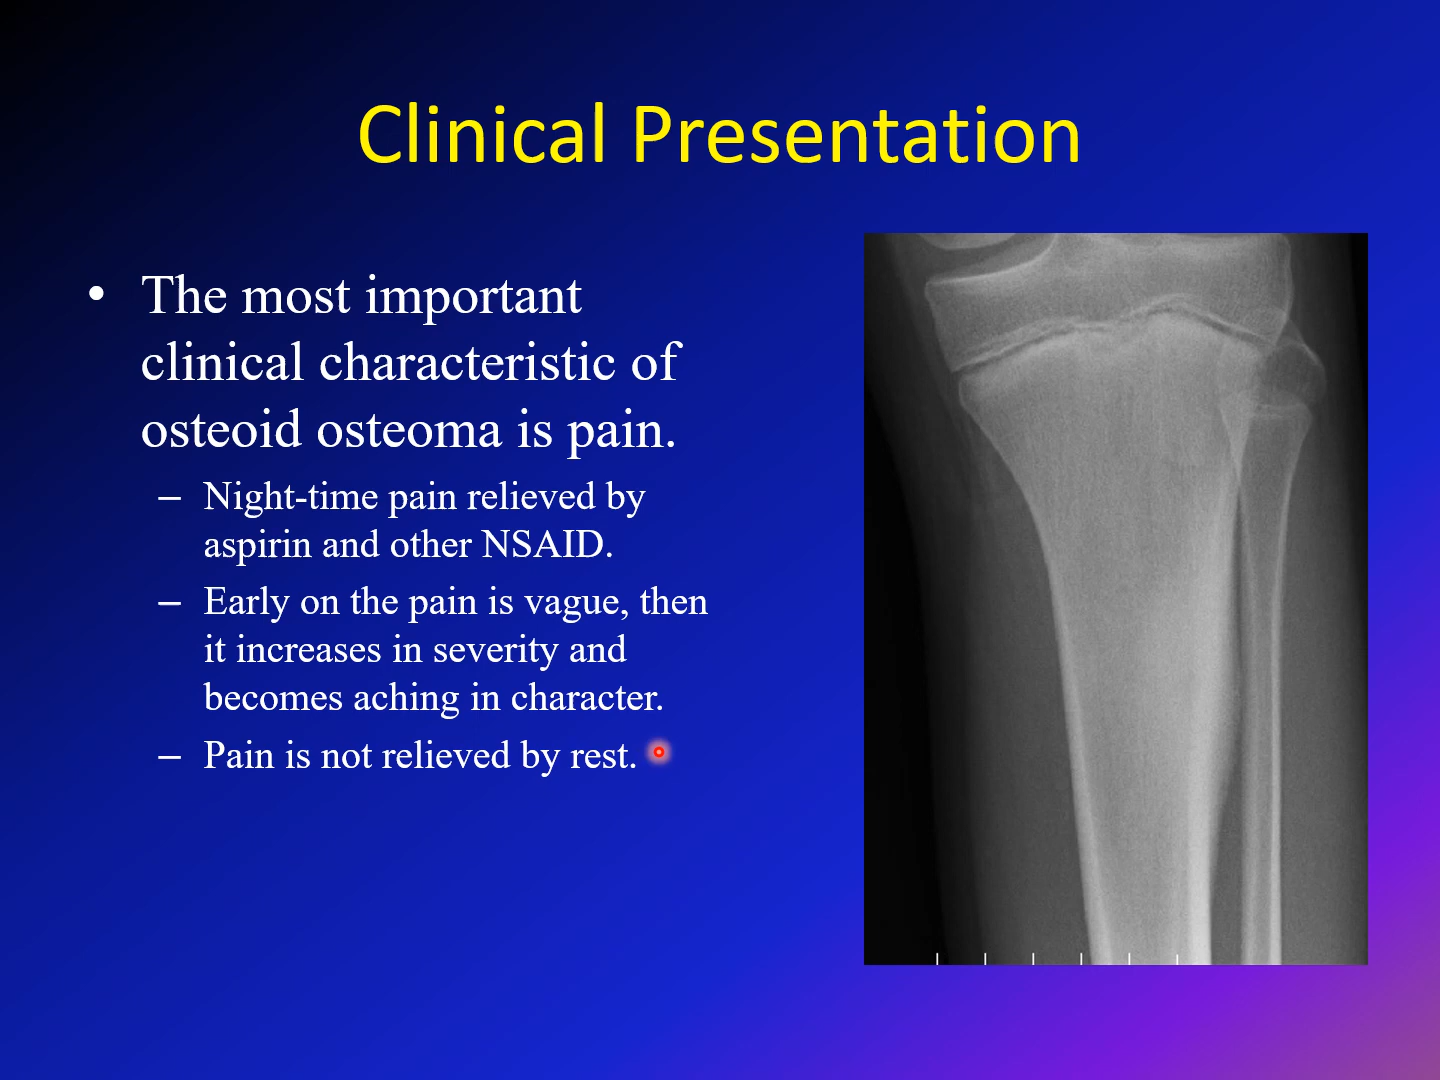 Clinical Presentation
• The most important
clinical characteristic of
osteoid osteoma is pain.
– Night-time pain relieved by
aspirin and other NSAID.
– Early on the pain is vague, then
it increases in severity and
becomes aching in character.
– Pain is not relieved by rest.